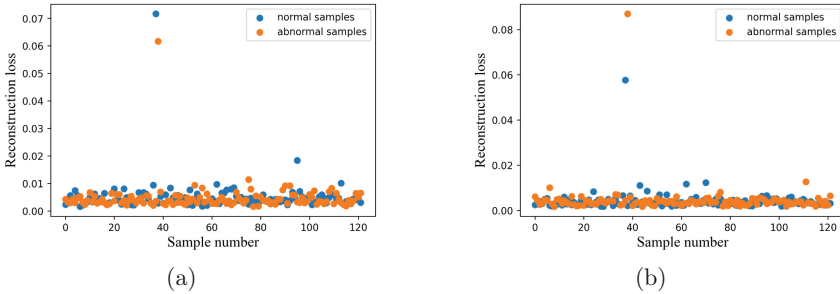 normal samples
abnormal samples
Reconstruction loss
0.07
0.06
0.05
0.04
0.03
0.02
0.01
0.00
0 20 40 60 80 100 120
Sample number
(a)
normal samples
abnormal samples
Reconstruction loss
0.08
0.06
0.04
0.02
0.00
0 20 40 60 80 100 120
Sample number
(b)